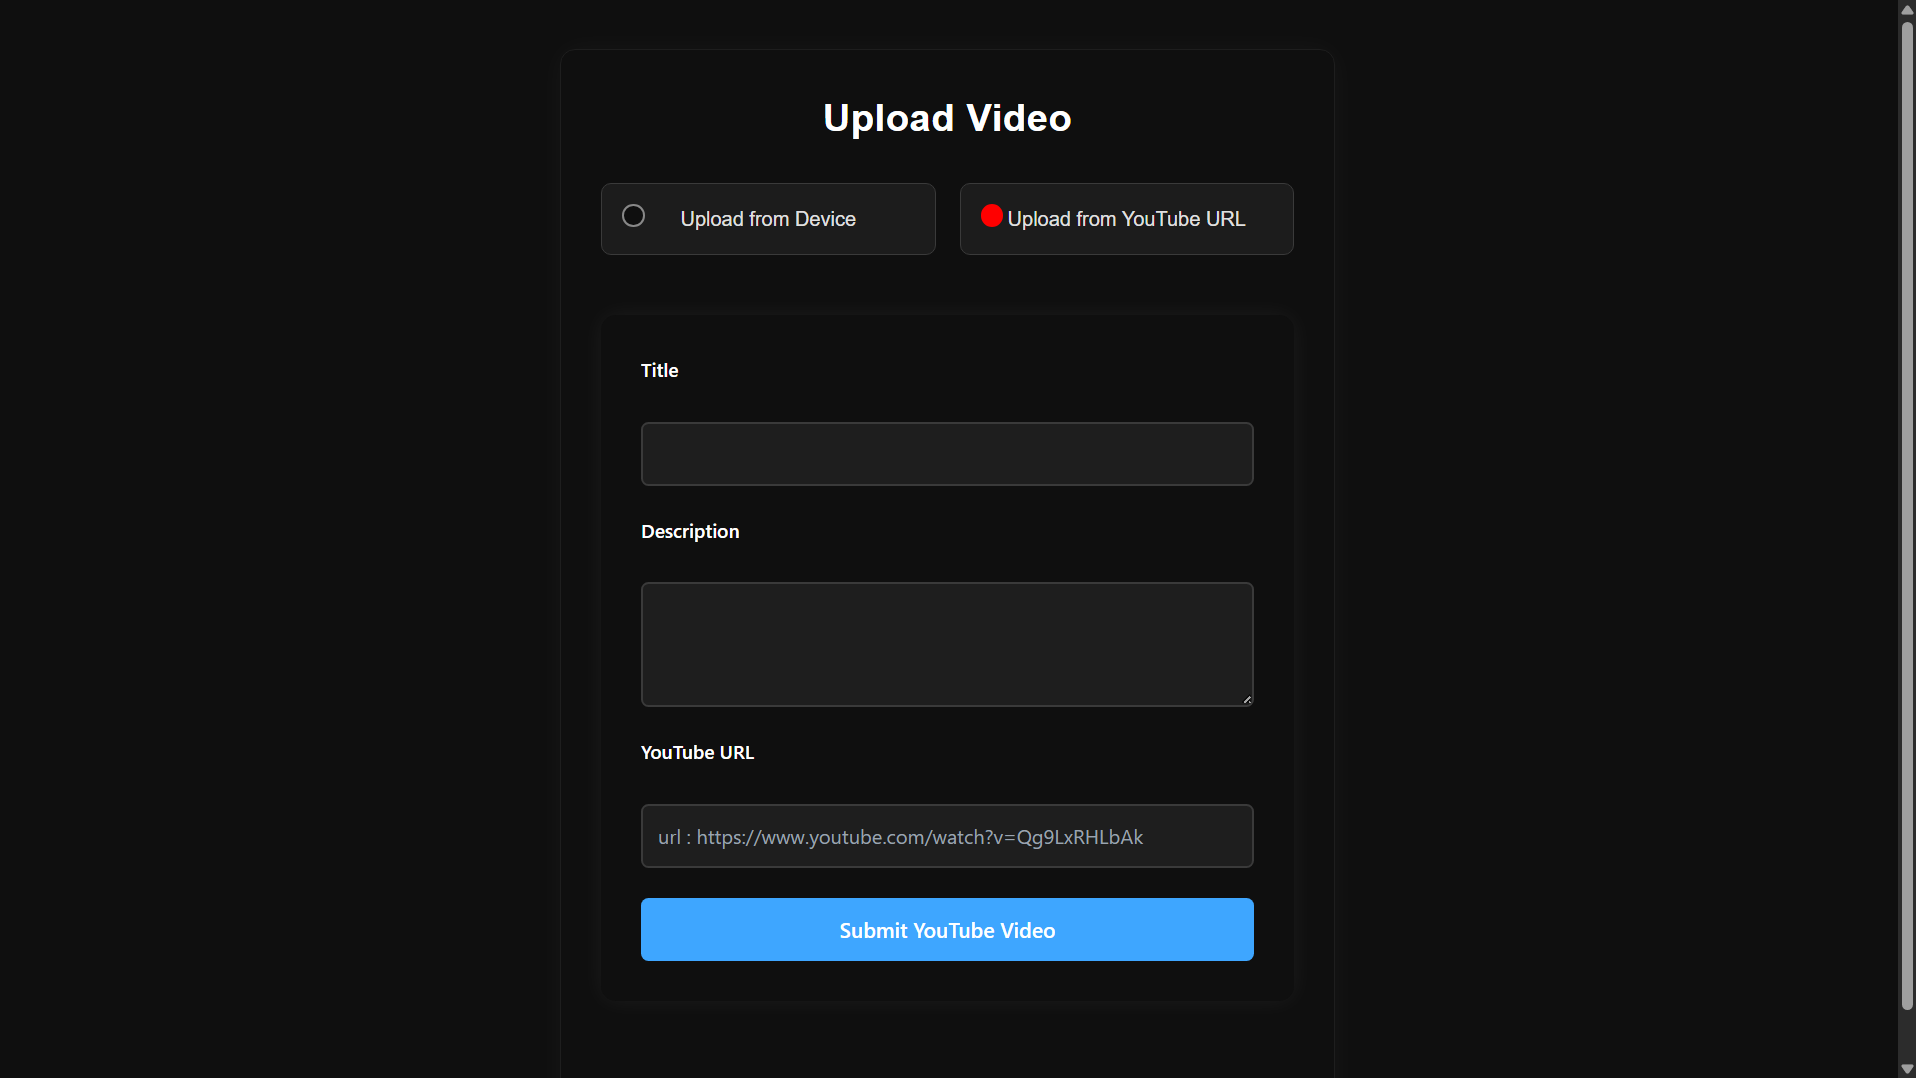 Upload Video
Upload from Device
Upload from YouTube URL
Title
Description
YouTube URL
url : https://www.youtube.com/watch?v=Qg9LxRHLbAk
Submit YouTube Video